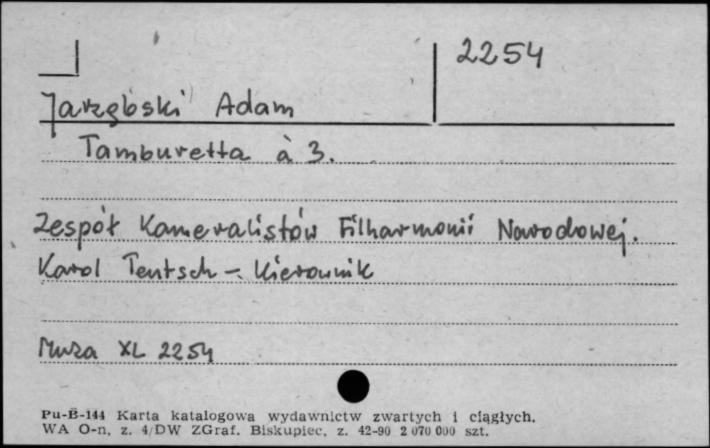 2254
Jarzębski Adam
Tamburetta à 3.
Zespół Kameralistów Filharmonii Narodowej.
Karol Teutsch - kierownik
Muza XL 2254
Pu-B-144 Karta katalogowa wydawnictw zwartych i ciągłych.
WA O-n, z. 4/DW ZGraf. Biskupiec, z. 42-90 2 070 000 szt.